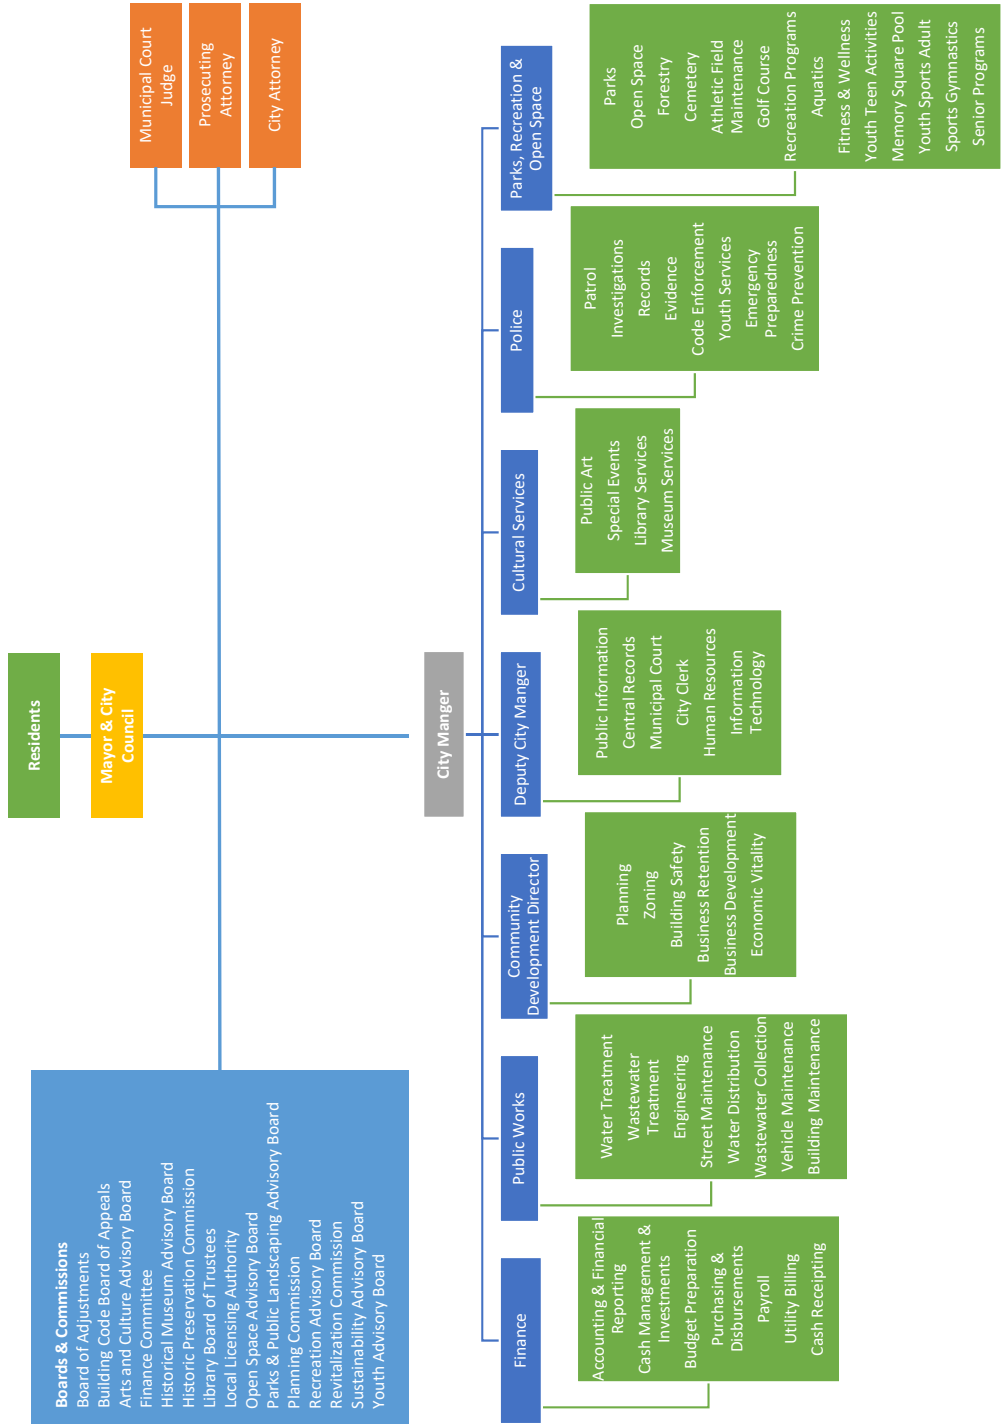 Residents
Mayor & City
Council
Boards & Commissions
Board of Adjustments
Building Code Board of Appeals
Arts and Culture Advisory Board
Finance Committee
Historical Museum Advisory Board
Historic Preservation Commission
Library Board of Trustees
Local Licensing Authority
Open Space Advisory Board
Parks & Public Landscaping Advisory Board
Planning Commission
Recreation Advisory Board
Revitalization Commission
Sustainability Advisory Board
Youth Advisory Board
Municipal Court
Judge
Prosecuting
Attorney
City Attorney
City Manger
Finance
Accounting & Financial
Reporting
Cash Management &
Investments
Budget Preparation
Purchasing &
Disbursements
Payroll
Utility Billing
Cash Receipting
Public Works
Water Treatment
Wastewater
Treatment
Engineering
Street Maintenance
Water Distribution
Wastewater Collection
Vehicle Maintenance
Building Maintenance
Community
Development Director
Planning
Zoning
Building Safety
Business Retention
Business Development
Economic Vitality
Deputy City Manger
Public Information
Central Records
Municipal Court
City Clerk
Human Resources
Information
Technology
Cultural Services
Public Art
Special Events
Library Services
Museum Services
Police
Patrol
Investigations
Records
Evidence
Code Enforcement
Youth Services
Emergency
Preparedness
Crime Prevention
Parks, Recreation &
Open Space
Parks
Open Space
Forestry
Cemetery
Athletic Field
Maintenance
Golf Course
Recreation Programs
Aquatics
Fitness & Wellness
Youth Teen Activities
Memory Square Pool
Youth Sports Adult
Sports Gymnastics
Senior Programs